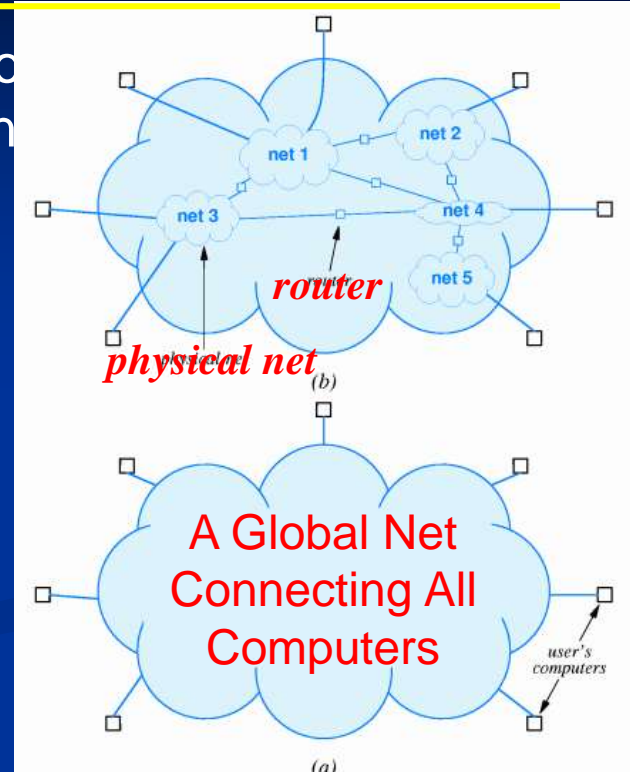 net 1
net 2
net 3
net 4
net 5
router
physical net
(b)
A Global Net
Connecting All
Computers
user's
computers
(a)